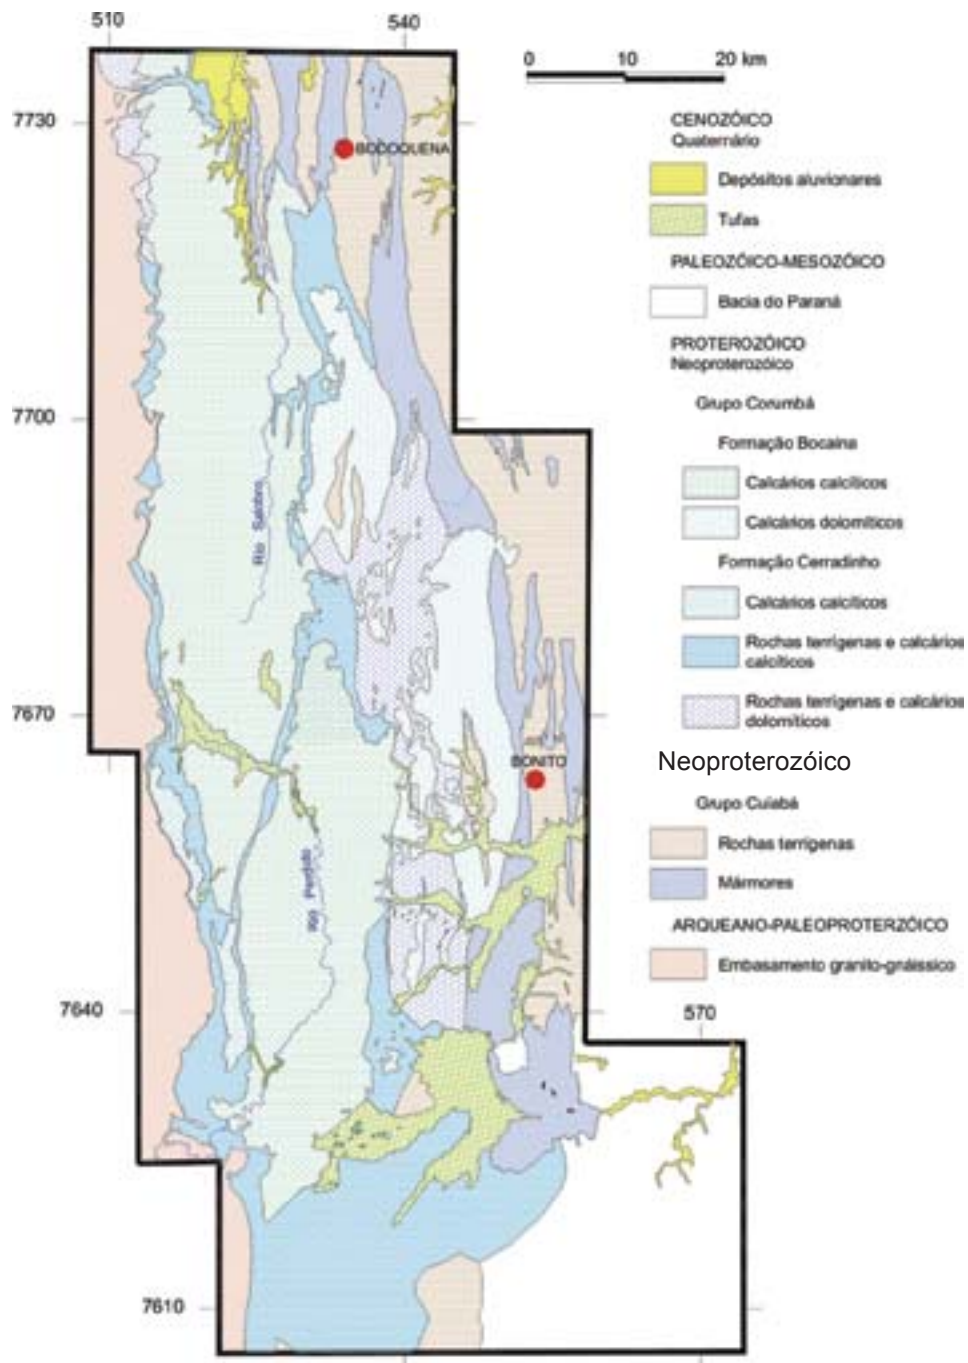 510
540
0 10 20 km
7730
BODOQUENA
CENOZÓICO
Quaternário
Depósitos aluvionares
Tufas
PALEOZÓICO-MESOZÓICO
Bacia do Paraná
PROTEROZÓICO
Neoproterozóico
Grupo Corumbá
Formação Bocaina
Calcários calcíticos
Calcários dolomíticos
Formação Cerradinho
Calcários calcíticos
Rochas terrígenas e calcários
calcíticos
Rochas terrígenas e calcários
dolomíticos
Neoproterozóico
Grupo Cuiabá
Rochas terrígenas
Mármores
ARQUEANO-PALEOPROTERZÓICO
Embasamento granito-gnáissico
7700
Rio Salobro
7670
BONITO
Rio Perdido
7640
570
7610